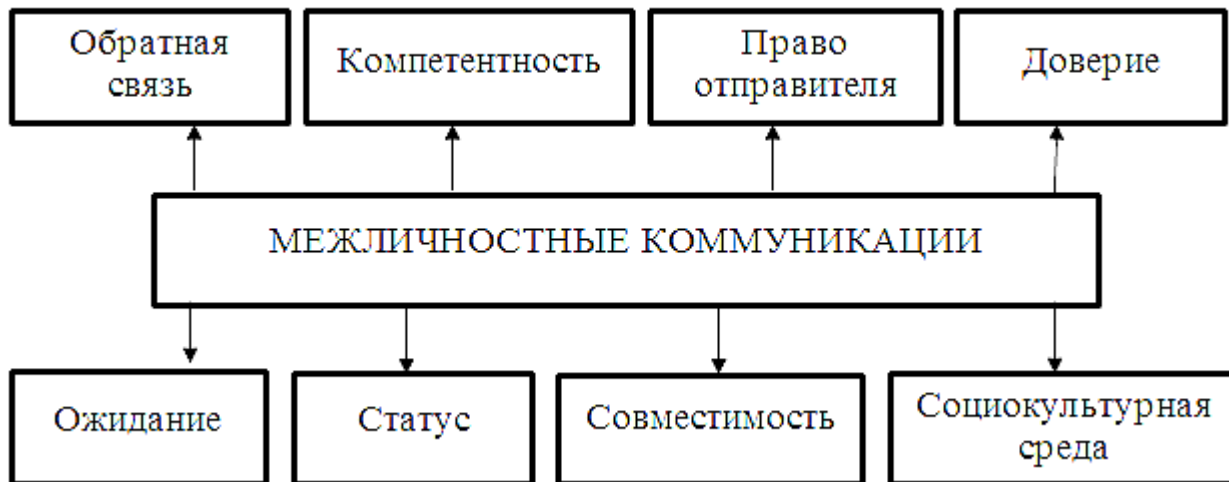 Обратная
связь
Компетентность
Право
отправителя
Доверие
МЕЖЛИЧНОСТНЫЕ КОММУНИКАЦИИ
Ожидание
Статус
Совместимость
Социокультурная
среда